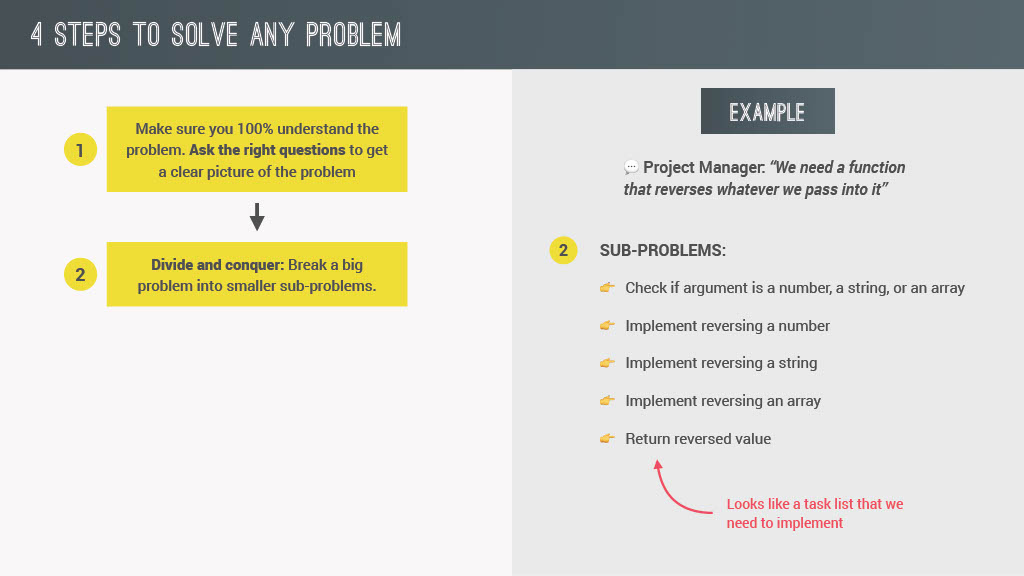 4 STEPS TO SOLVE ANY PROBLEM
1
Make sure you 100% understand the
problem. Ask the right questions to get
a clear picture of the problem
2
Divide and conquer: Break a big
problem into smaller sub-problems.
EXAMPLE
💬 Project Manager: “We need a function
that reverses whatever we pass into it”
2
SUB-PROBLEMS:
👉 Check if argument is a number, a string, or an array
👉 Implement reversing a number
👉 Implement reversing a string
👉 Implement reversing an array
👉 Return reversed value
Looks like a task list that we
need to implement